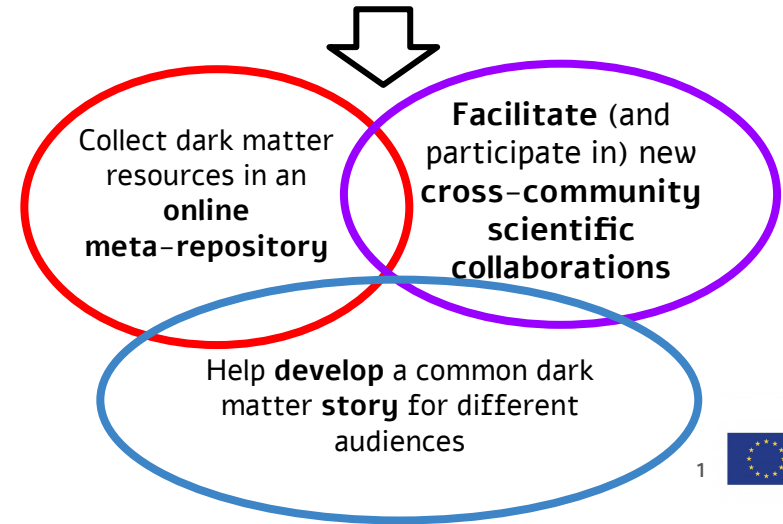 Collect dark matter
resources in an
online
meta-repository
Facilitate (and
participate in) new
cross-community
scientific
collaborations
Help develop a common dark
matter story for different
audiences
1